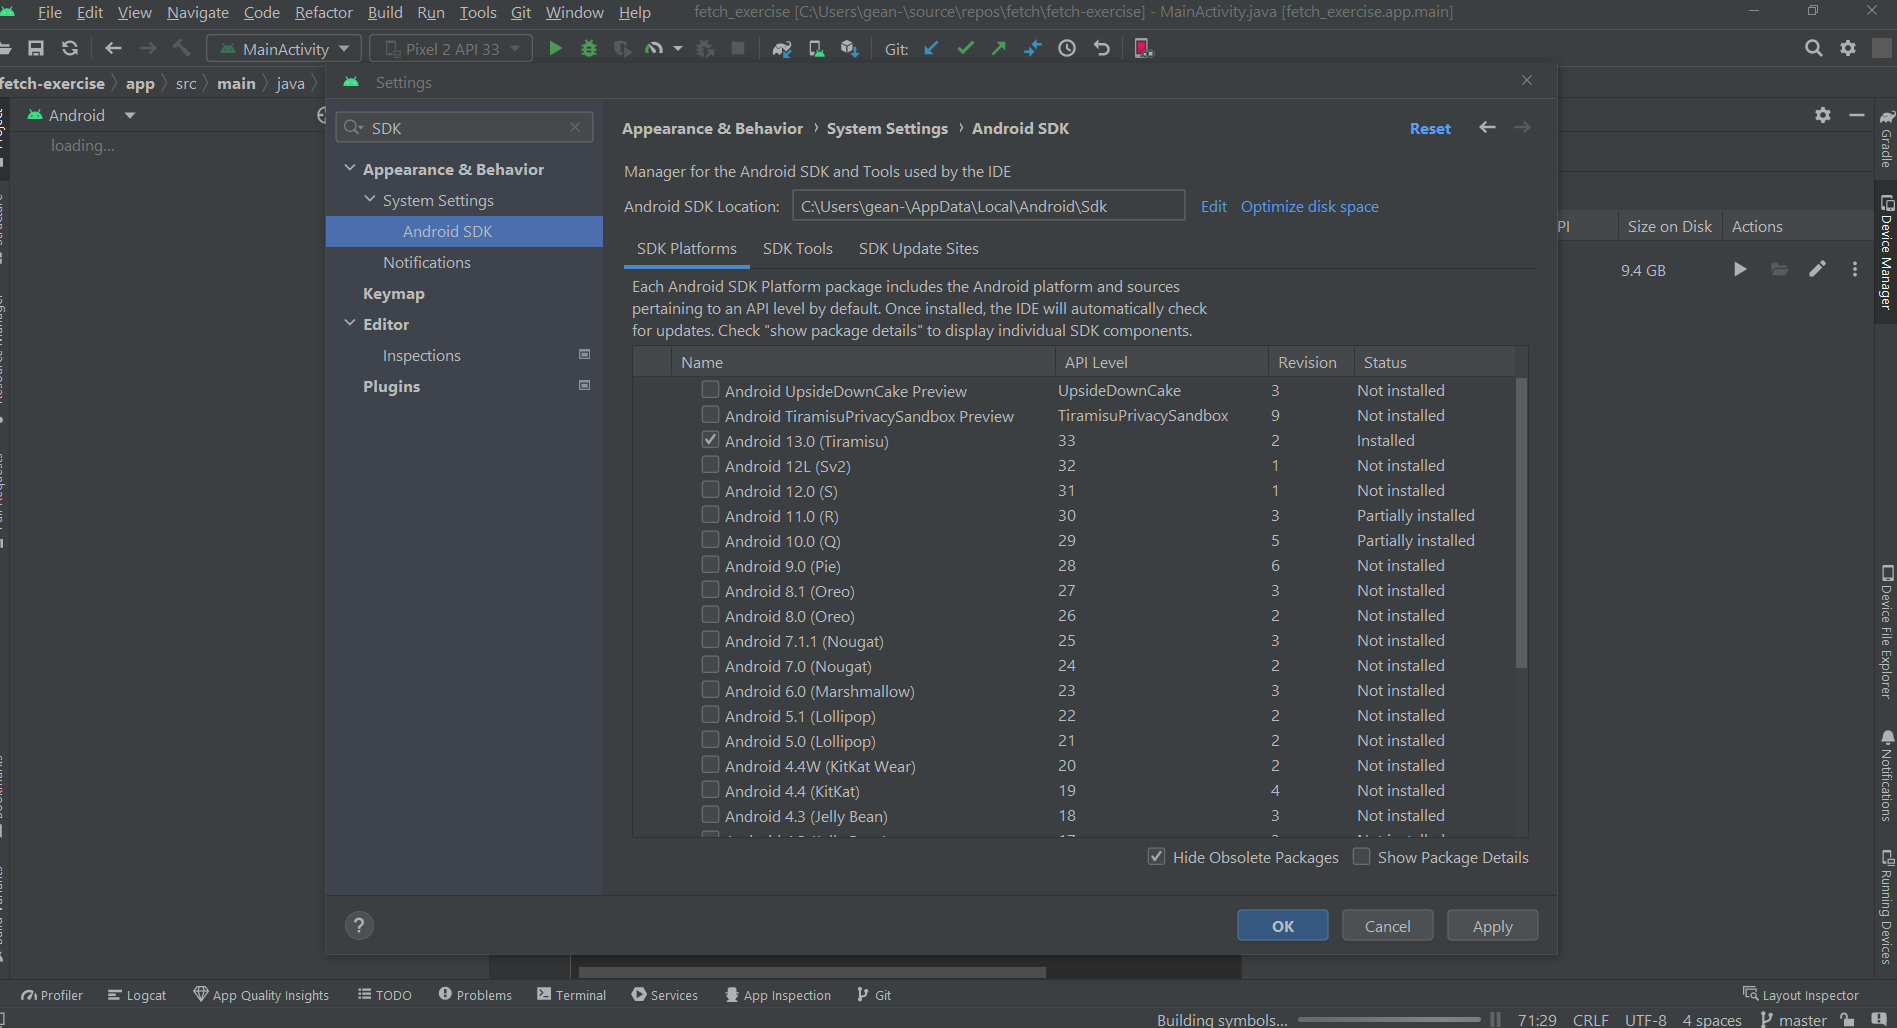 File Edit View Navigate Code Refactor Build Run Tools Git Window Help fetch_exercise [C:\Users\gean-\source\repos\fetch\fetch-exercise] - MainActivity.java [fetch_exercise.app.main]
MainActivity Pixel 2 API 33 Git:
fetch-exercise app src main java
Settings
Android
loading...
SDK
Appearance & Behavior
System Settings
Android SDK
Notifications
Keymap
Editor
Inspections
Plugins
Appearance & Behavior › System Settings › Android SDK Reset
Manager for the Android SDK and Tools used by the IDE
Android SDK Location: C:\Users\gean-\AppData\Local\Android\Sdk Edit Optimize disk space
SDK Platforms SDK Tools SDK Update Sites
Each Android SDK Platform package includes the Android platform and sources
pertaining to an API level by default. Once installed, the IDE will automatically check
for updates. Check "show package details" to display individual SDK components.
Name API Level Revision Status
Android UpsideDownCake Preview UpsideDownCake 3 Not installed
Android TiramisuPrivacySandbox Preview TiramisuPrivacySandbox 9 Not installed
Android 13.0 (Tiramisu) 33 2 Installed
Android 12L (Sv2) 32 1 Not installed
Android 12.0 (S) 31 1 Not installed
Android 11.0 (R) 30 3 Partially installed
Android 10.0 (Q) 29 5 Partially installed
Android 9.0 (Pie) 28 6 Not installed
Android 8.1 (Oreo) 27 3 Not installed
Android 8.0 (Oreo) 26 2 Not installed
Android 7.1.1 (Nougat) 25 3 Not installed
Android 7.0 (Nougat) 24 2 Not installed
Android 6.0 (Marshmallow) 23 3 Not installed
Android 5.1 (Lollipop) 22 2 Not installed
Android 5.0 (Lollipop) 21 2 Not installed
Android 4.4W (KitKat Wear) 20 2 Not installed
Android 4.4 (KitKat) 19 4 Not installed
Android 4.3 (Jelly Bean) 18 3 Not installed
Hide Obsolete Packages Show Package Details
? OK Cancel Apply
PI Size on Disk Actions
9.4 GB
Gradle
Device Manager
Device File Explorer
Notifications
Running Devices
Profiler Logcat App Quality Insights TODO Problems Terminal Services App Inspection Git Layout Inspector
Building symbols... 71:29 CRLF UTF-8 4 spaces master